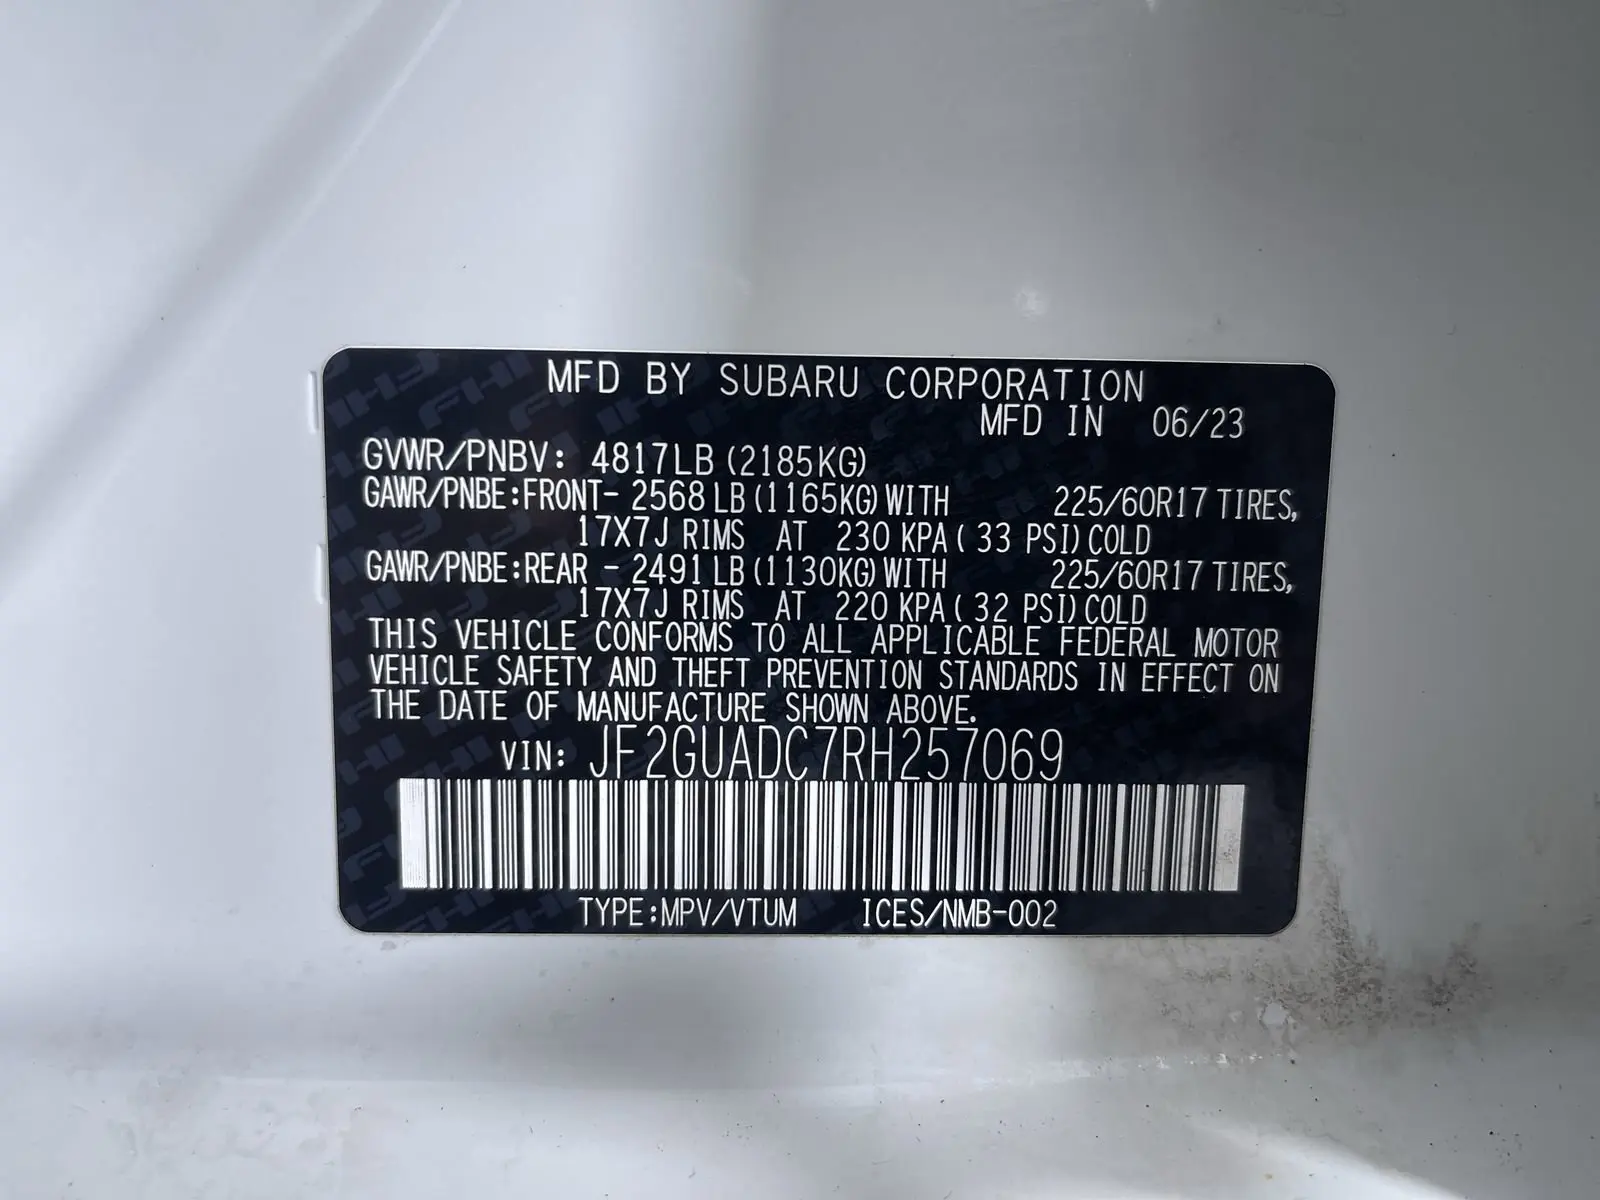 MFD BY SUBARU CORPORATION
MFD IN 06/23
GVWR/PNBV: 4817LB (2185KG)
GAWR/PNBE:FRONT- 2568 LB (1165KG) WITH 225/60R17 TIRES,
17X7J RIMS AT 230 KPA ( 33 PSI) COLD
GAWR/PNBE:REAR - 2491 LB (1130KG) WITH 225/60R17 TIRES,
17X7J RIMS AT 220 KPA ( 32 PSI) COLD
THIS VEHICLE CONFORMS TO ALL APPLICABLE FEDERAL MOTOR
VEHICLE SAFETY AND THEFT PREVENTION STANDARDS IN EFFECT ON
THE DATE OF MANUFACTURE SHOWN ABOVE.
VIN: JF2GUADC7RH257069
TYPE:MPV/VTUM ICES/NMB-002